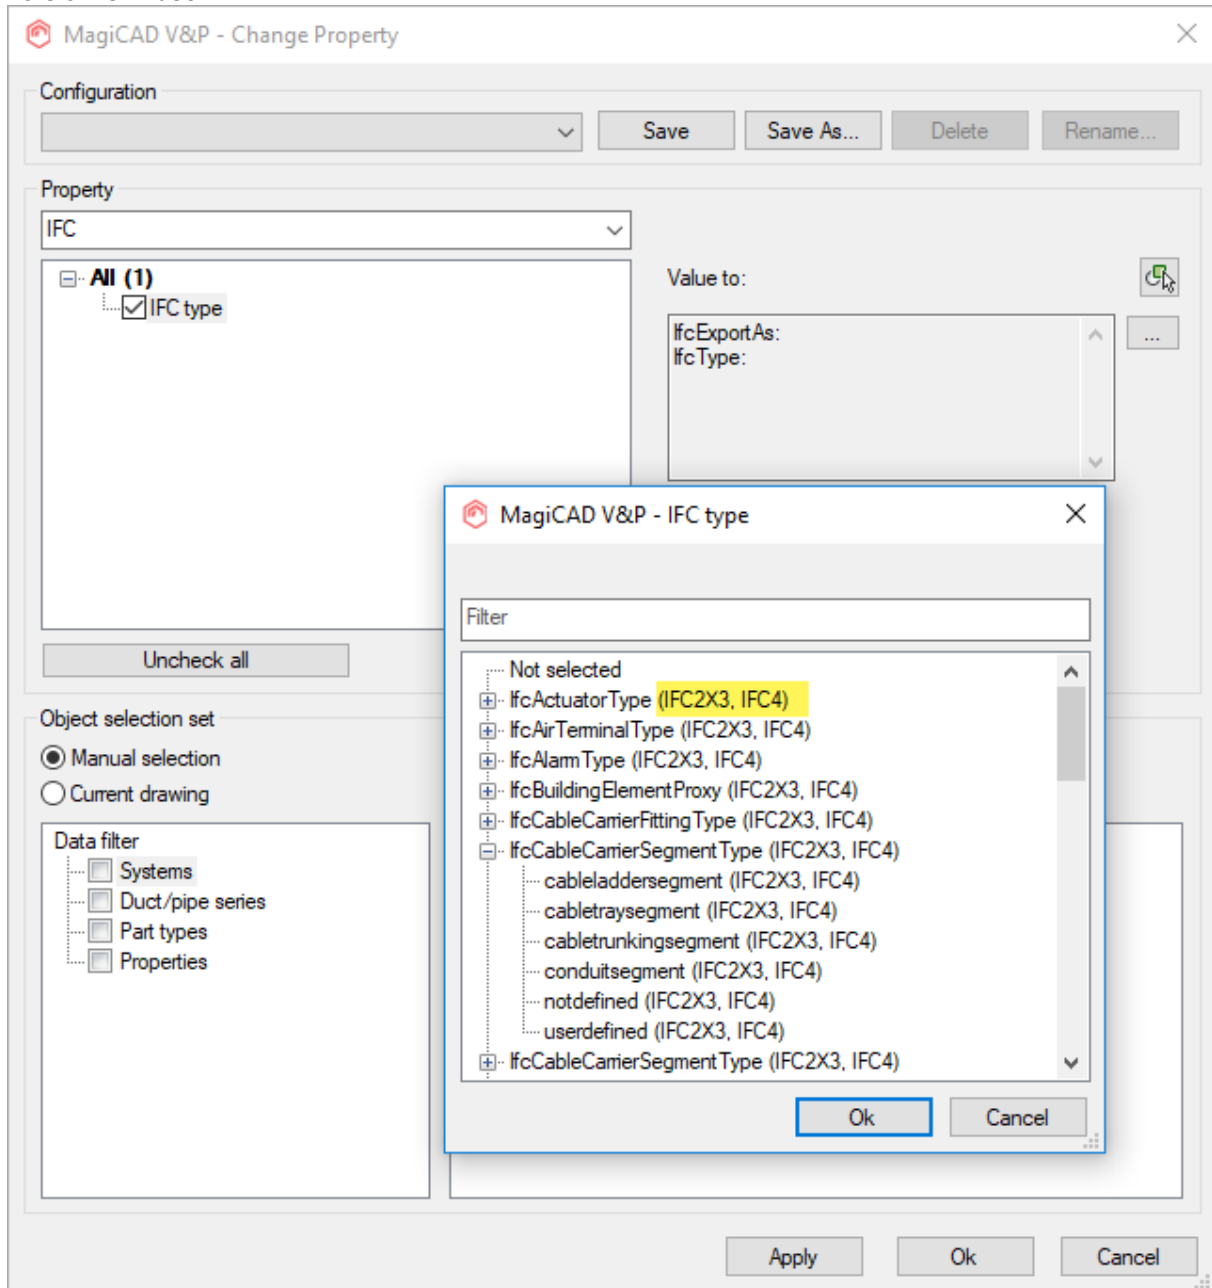 MagiCAD V&P - Change Property
Configuration
Save Save As... Delete Rename...
Property
IFC
All (1)
IFC type
Value to:
IfcExportAs:
IfcType:
...
Uncheck all
MagiCAD V&P - IFC type
Filter
Not selected
IfcActuatorType (IFC2X3, IFC4)
IfcAirTerminalType (IFC2X3, IFC4)
IfcAlarmType (IFC2X3, IFC4)
IfcBuildingElementProxy (IFC2X3, IFC4)
IfcCableCarrierFittingType (IFC2X3, IFC4)
IfcCableCarrierSegmentType (IFC2X3, IFC4)
cableladdersegment (IFC2X3, IFC4)
cabletraysegment (IFC2X3, IFC4)
cabletrunkingsegment (IFC2X3, IFC4)
conduitsegment (IFC2X3, IFC4)
notdefined (IFC2X3, IFC4)
userdefined (IFC2X3, IFC4)
IfcCableCarrierSegmentType (IFC2X3, IFC4)
Ok Cancel
Object selection set
Manual selection
Current drawing
Data filter
Systems
Duct/pipe series
Part types
Properties
Apply Ok Cancel